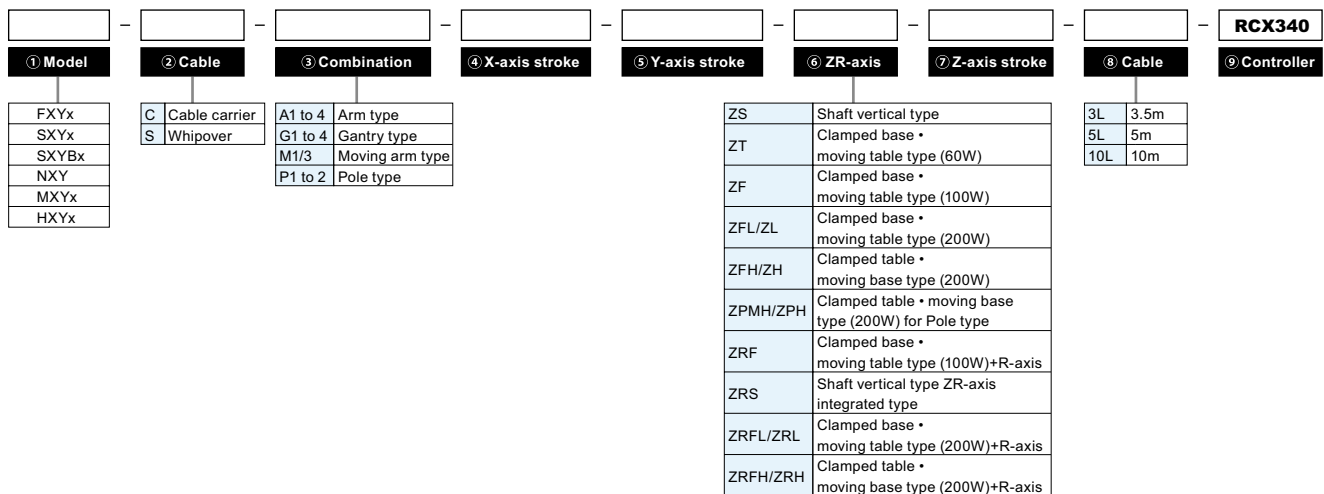 – – – – – – – – RCX340
① Model ② Cable ③ Combination ④ X-axis stroke ⑤ Y-axis stroke ⑥ ZR-axis ⑦ Z-axis stroke ⑧ Cable ⑨ Controller
FXYx
SXYx
SXYBx
NXY
MXYx
HXYx
C Cable carrier
S Whipover
A1 to 4 Arm type
G1 to 4 Gantry type
M1/3 Moving arm type
P1 to 2 Pole type
ZS Shaft vertical type
ZT Clamped base •
moving table type (60W)
ZF Clamped base •
moving table type (100W)
ZFL/ZL Clamped base •
moving table type (200W)
ZFH/ZH Clamped table •
moving base type (200W)
ZPMH/ZPH Clamped table • moving base
type (200W) for Pole type
ZRF Clamped base •
moving table type (100W)+R-axis
ZRS Shaft vertical type ZR-axis
integrated type
ZRFL/ZRL Clamped base •
moving table type (200W)+R-axis
ZRFH/ZRH Clamped table •
moving base type (200W)+R-axis
3L 3.5m
5L 5m
10L 10m